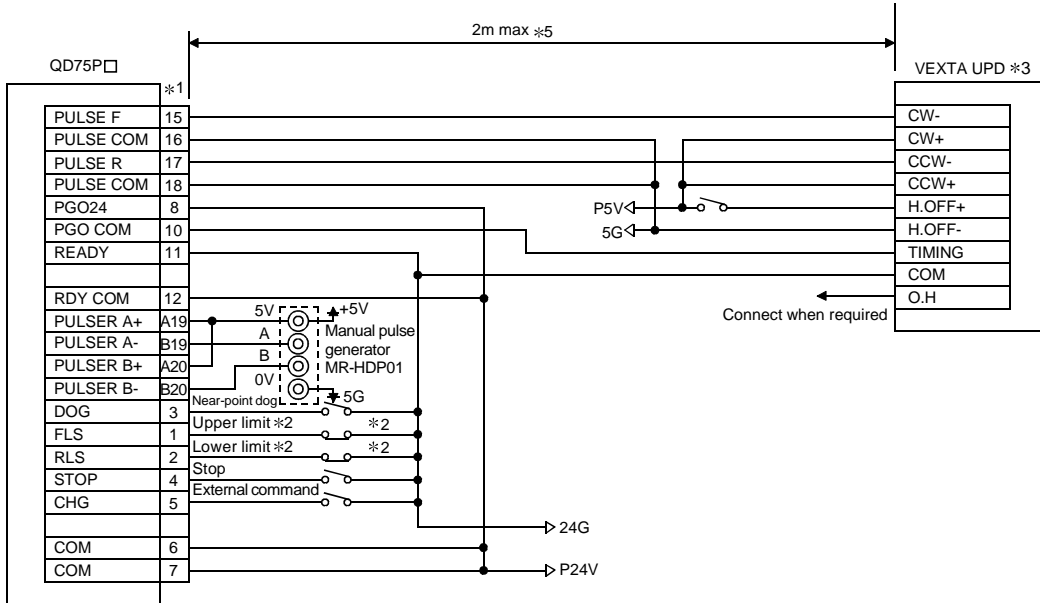 2m max *5
QD75P□
VEXTA UPD *3
*1
PULSE F 15 CW-
PULSE COM 16 CW+
PULSE R 17 CCW-
PULSE COM 18 CCW+
PGO24 8 P5V H.OFF+
PGO COM 10 5G H.OFF-
READY 11 TIMING
COM
RDY COM 12 O.H
Connect when required
PULSER A+ A19 5V +5V
PULSER A- B19 A
PULSER B+ A20 B
PULSER B- B20 0V
Manual pulse
generator
MR-HDP01
5G
DOG 3 Near-point dog
FLS 1 Upper limit *2 *2
RLS 2 Lower limit *2 *2
STOP 4 Stop
CHG 5 External command
24G
COM 6
COM 7 P24V